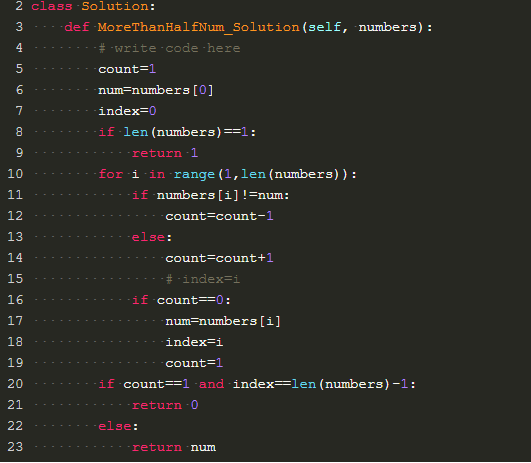 2 class Solution:
3     def MoreThanHalfNum_Solution(self, numbers):
4         # write code here
5         count=1
6         num=numbers[0]
7         index=0
8         if len(numbers)==1:
9             return 1
10         for i in range(1,len(numbers)):
11             if numbers[i]!=num:
12                 count=count-1
13             else:
14                 count=count+1
15                 # index=i
16             if count==0:
17                 num=numbers[i]
18                 index=i
19                 count=1
20         if count==1 and index==len(numbers)-1:
21             return 0
22         else:
23             return num